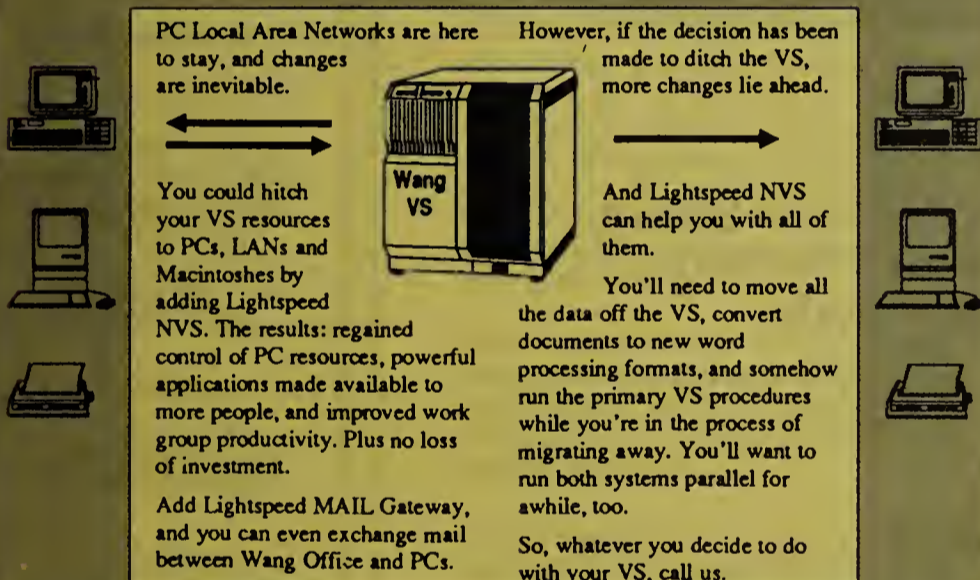 PC Local Area Networks are here
to stay, and changes
are inevitable.
You could hitch
your VS resources
to PCs, LANs and
Macintoshes by
adding Lightspeed
NVS. The results: regained
control of PC resources, powerful
applications made available to
more people, and improved work
group productivity. Plus no loss
of investment.
Add Lightspeed MAIL Gateway,
and you can even exchange mail
between Wang Office and PCs.
Wang
VS
However, if the decision has been
made to ditch the VS,
more changes lie ahead.
And Lightspeed NVS
can help you with all of
them.
You'll need to move all
the data off the VS, convert
documents to new word
processing formats, and somehow
run the primary VS procedures
while you're in the process of
migrating away. You'll want to
run both systems parallel for
awhile, too.
So, whatever you decide to do
with your VS, call us.